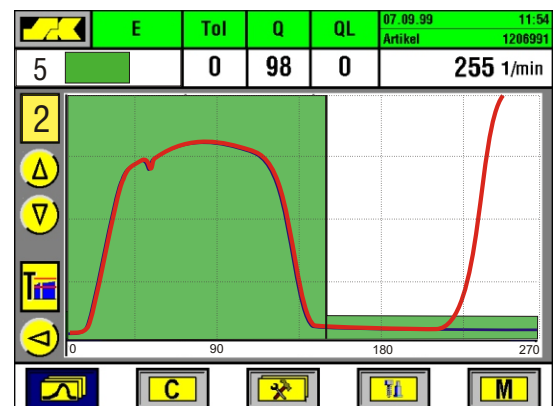 E Tol Q QL 07.09.99 11:54
Artikel 1206991
5 0 98 0 255 1/min
2
T
0 90 180 270
C M